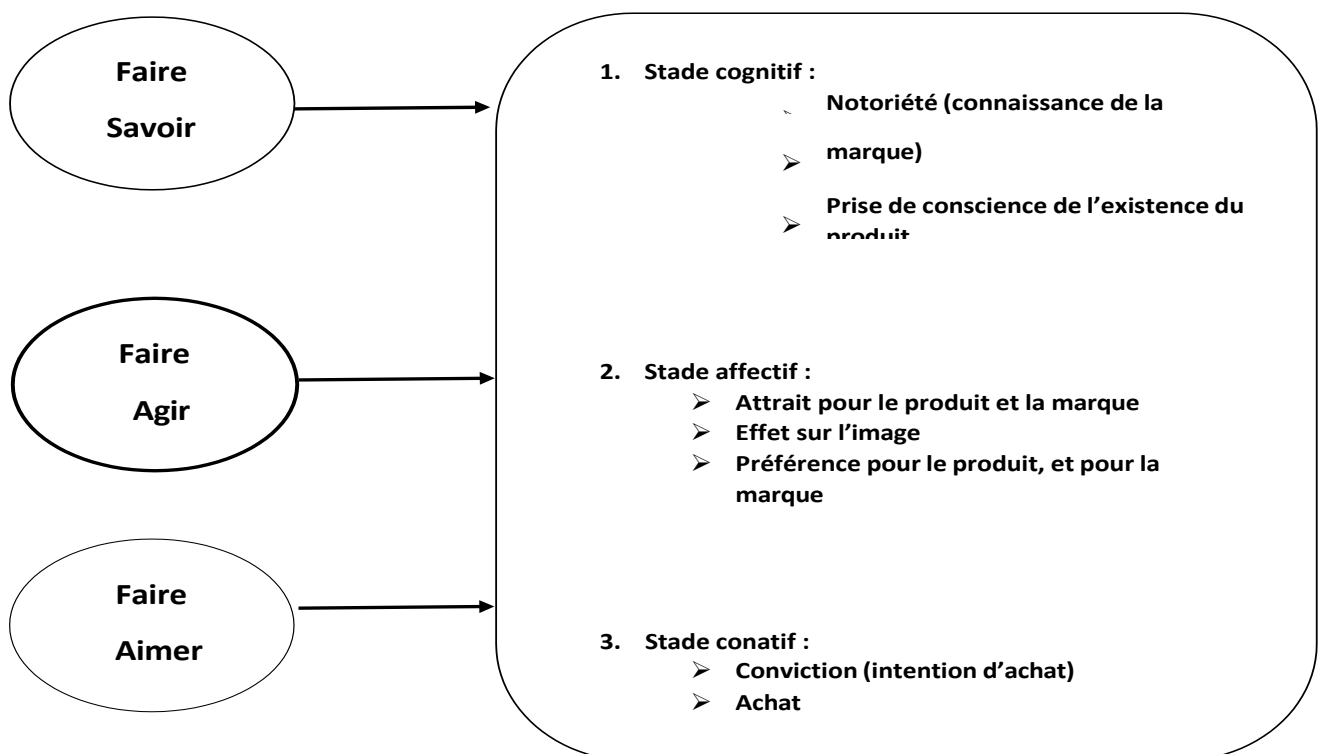 Faire
Savoir
1. Stade cognitif :
Notoriété (connaissance de la
➢ marque)
➢ Prise de conscience de l’existence du
produit
Faire
Agir
2. Stade affectif :
➢ Attrait pour le produit et la marque
➢ Effet sur l’image
➢ Préférence pour le produit, et pour la
marque
Faire
Aimer
3. Stade conatif :
➢ Conviction (intention d’achat)
➢ Achat